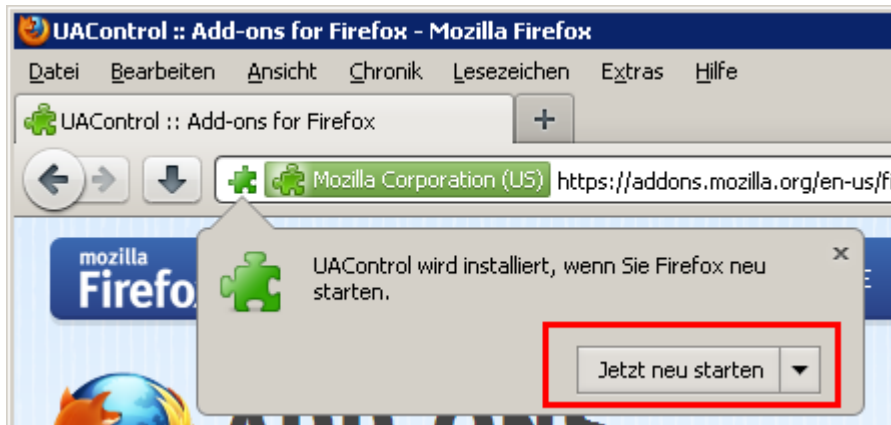 UAControl :: Add-ons for Firefox - Mozilla Firefox
Datei Bearbeiten Ansicht Chronik Lesezeichen Extras Hilfe
UAControl :: Add-ons for Firefox +
Mozilla Corporation (US) https://addons.mozilla.org/en-us/fi
mozilla
Firefo
UAControl wird installiert, wenn Sie Firefox neu
starten.
Jetzt neu starten